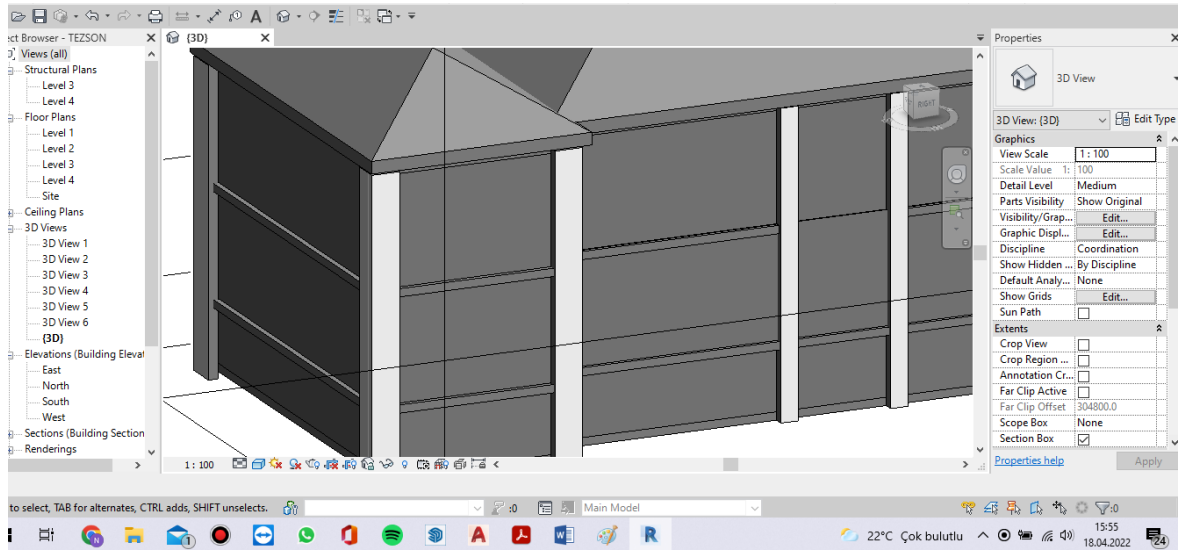 ect Browser - TEZSON
{3D}
Properties
Views (all)
Structural Plans
Level 3
Level 4
Floor Plans
Level 1
Level 2
Level 3
Level 4
Site
Ceiling Plans
3D Views
3D View 1
3D View 2
3D View 3
3D View 4
3D View 5
3D View 6
{3D}
Elevations (Building Elevat
East
North
South
West
Sections (Building Section
Renderings
RIGHT
3D View
3D View: {3D}
Edit Type
Graphics
View Scale 1 : 100
Scale Value 1: 100
Detail Level Medium
Parts Visibility Show Original
Visibility/Grap... Edit...
Graphic Displ... Edit...
Discipline Coordination
Show Hidden ... By Discipline
Default Analy... None
Show Grids Edit...
Sun Path
Extents
Crop View
Crop Region ...
Annotation Cr...
Far Clip Active
Far Clip Offset 304800.0
Scope Box None
Section Box
Properties help
Apply
1 : 100
to select, TAB for alternates, CTRL adds, SHIFT unselects.
:0
Main Model
:0
22°C Çok bulutlu
15:55
18.04.2022
24